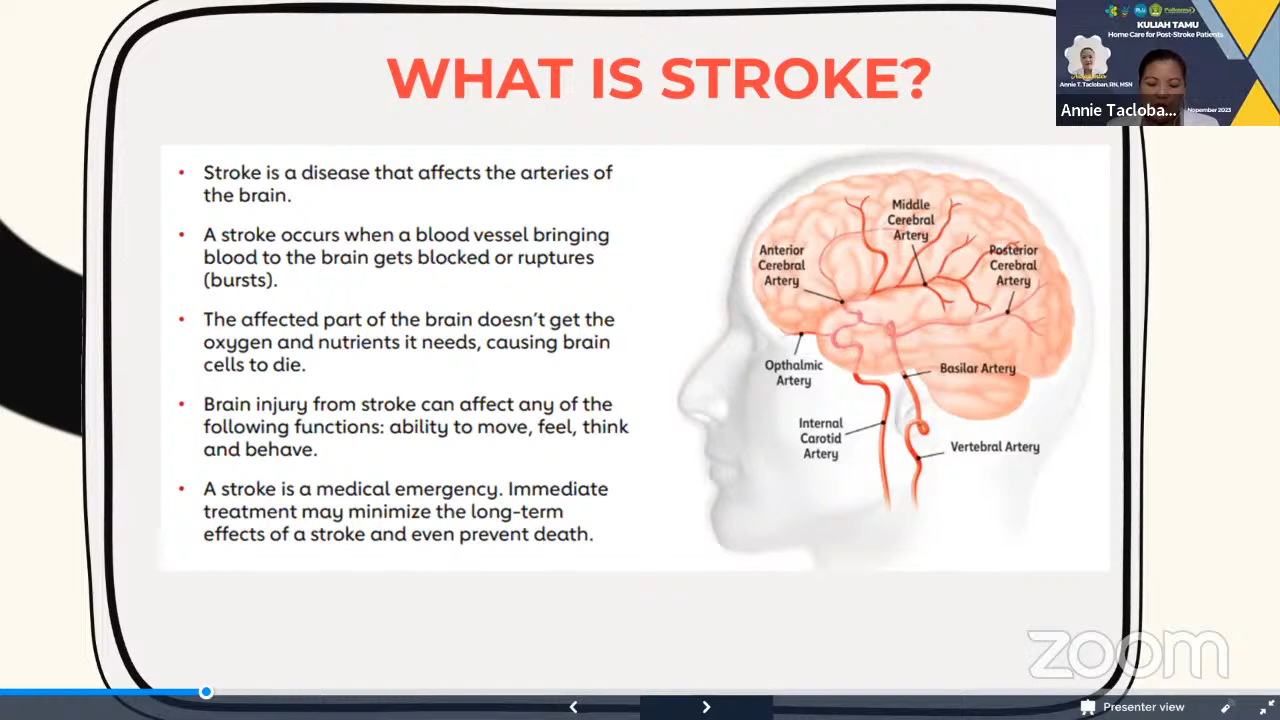 WHAT IS STROKE?
KULIAH TAMU
Home Care for Post-Stroke Patients
Annie T. Tacloban, RN, MSN
Nopember 2023
Annie Tacloba...
• Stroke is a disease that affects the arteries of
the brain.
• A stroke occurs when a blood vessel bringing
blood to the brain gets blocked or ruptures
(bursts).
• The affected part of the brain doesn't get the
oxygen and nutrients it needs, causing brain
cells to die.
• Brain injury from stroke can affect any of the
following functions: ability to move, feel, think
and behave.
• A stroke is a medical emergency. Immediate
treatment may minimize the long-term
effects of a stroke and even prevent death.
Middle
Cerebral
Artery
Anterior
Cerebral
Artery
Posterior
Cerebral
Artery
Opthalmic
Artery
Basilar Artery
Internal
Carotid
Artery
Vertebral Artery
zoom
Presenter view